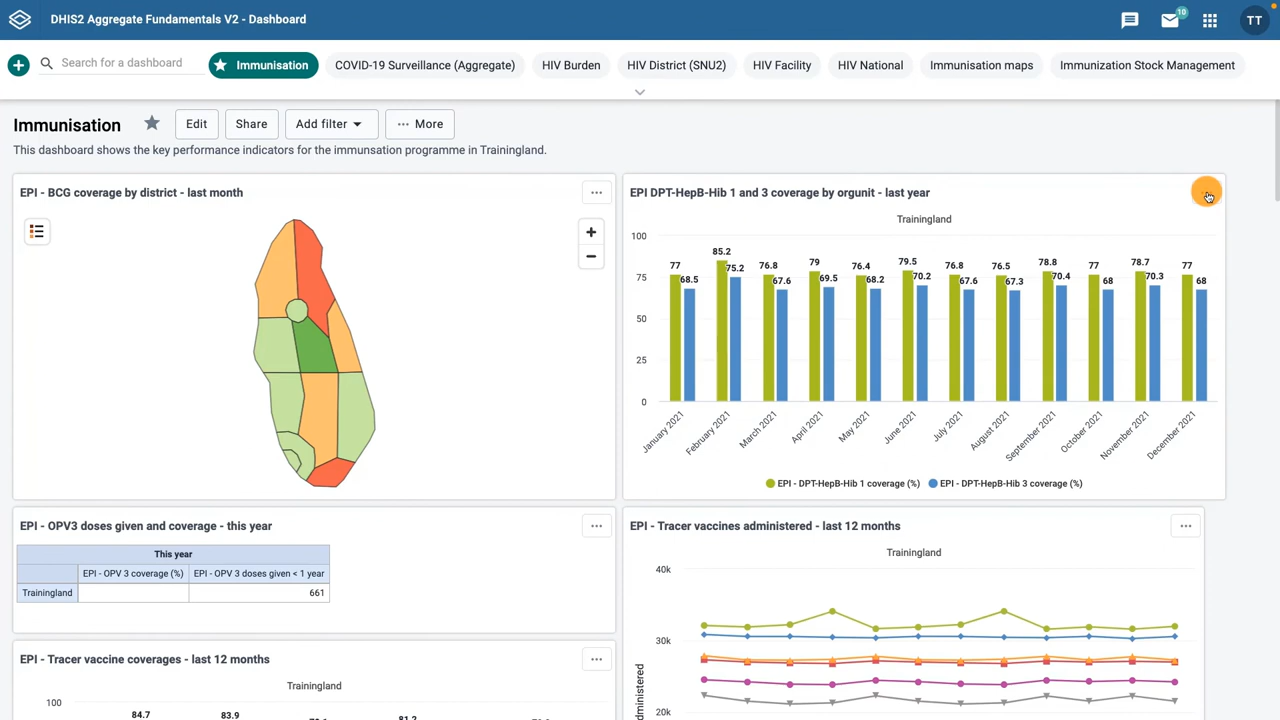 DHIS2 Aggregate Fundamentals V2 - Dashboard
10
TT
Search for a dashboard
Immunisation
COVID-19 Surveillance (Aggregate)
HIV Burden
HIV District (SNU2)
HIV Facility
HIV National
Immunisation maps
Immunization Stock Management
Immunisation
Edit
Share
Add filter
More
This dashboard shows the key performance indicators for the immunsation programme in Trainingland.
EPI - BCG coverage by district - last month
EPI DPT-HepB-Hib 1 and 3 coverage by orgunit - last year
Trainingland
100
75
50
25
0
77
68.5
85.2
75.2
76.8
67.6
79
69.5
76.4
68.2
79.5
70.2
76.8
67.6
76.5
67.3
78.8
70.4
77
68
78.7
70.3
77
68
January 2021
February 2021
March 2021
April 2021
May 2021
June 2021
July 2021
August 2021
September 2021
October 2021
November 2021
December 2021
EPI - DPT-HepB-Hib 1 coverage (%)
EPI - DPT-HepB-Hib 3 coverage (%)
EPI - OPV3 doses given and coverage - this year
This year
EPI - OPV 3 coverage (%)
EPI - OPV 3 doses given < 1 year
Trainingland
661
EPI - Tracer vaccines administered - last 12 months
Trainingland
40k
30k
20k
EPI - Tracer vaccine coverages - last 12 months
Trainingland
100
84.7
83.9
81.2